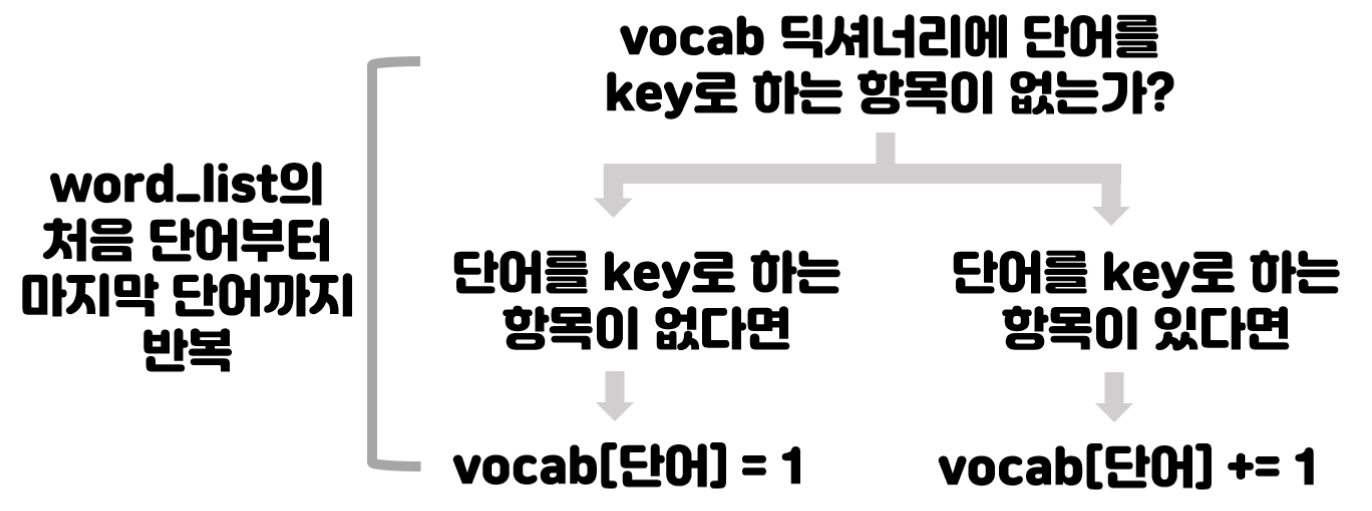 vocab 딕셔너리에 단어를
key로 하는 항목이 없는가?
word_list의
처음 단어부터
마지막 단어까지
반복
단어를 key로 하는
항목이 없다면
단어를 key로 하는
항목이 있다면
vocab[단어] = 1
vocab[단어] += 1